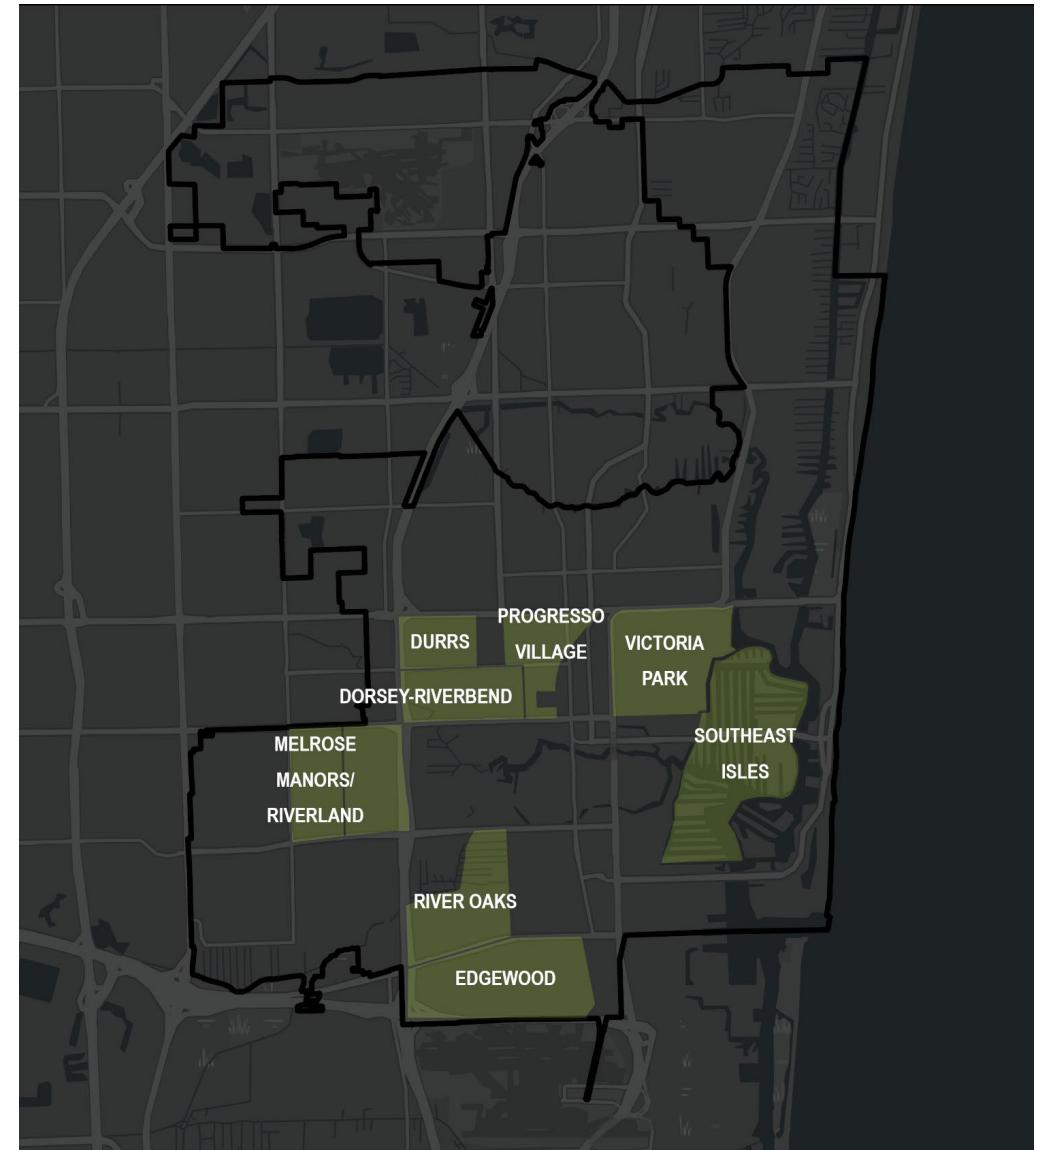 PROGRESSO
VILLAGE
DURRS
VICTORIA
PARK
DORSEY-RIVERBEND
SOUTHEAST
ISLES
MELROSE
MANORS/
RIVERLAND
RIVER OAKS
EDGEWOOD